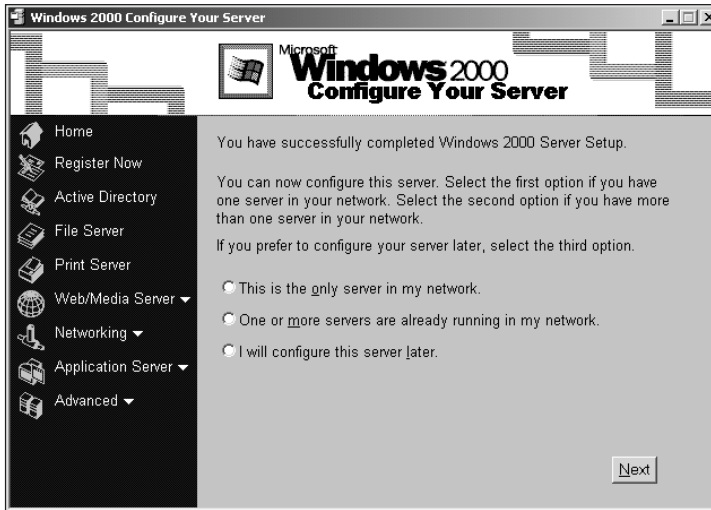 Windows 2000 Configure Your Server
Microsoft
Windows 2000
Configure Your Server
Home
Register Now
Active Directory
File Server
Print Server
Web/Media Server
Networking
Application Server
Advanced
You have successfully completed Windows 2000 Server Setup.
You can now configure this server. Select the first option if you have
one server in your network. Select the second option if you have more
than one server in your network.
If you prefer to configure your server later, select the third option.
This is the only server in my network.
One or more servers are already running in my network.
I will configure this server later.
Next